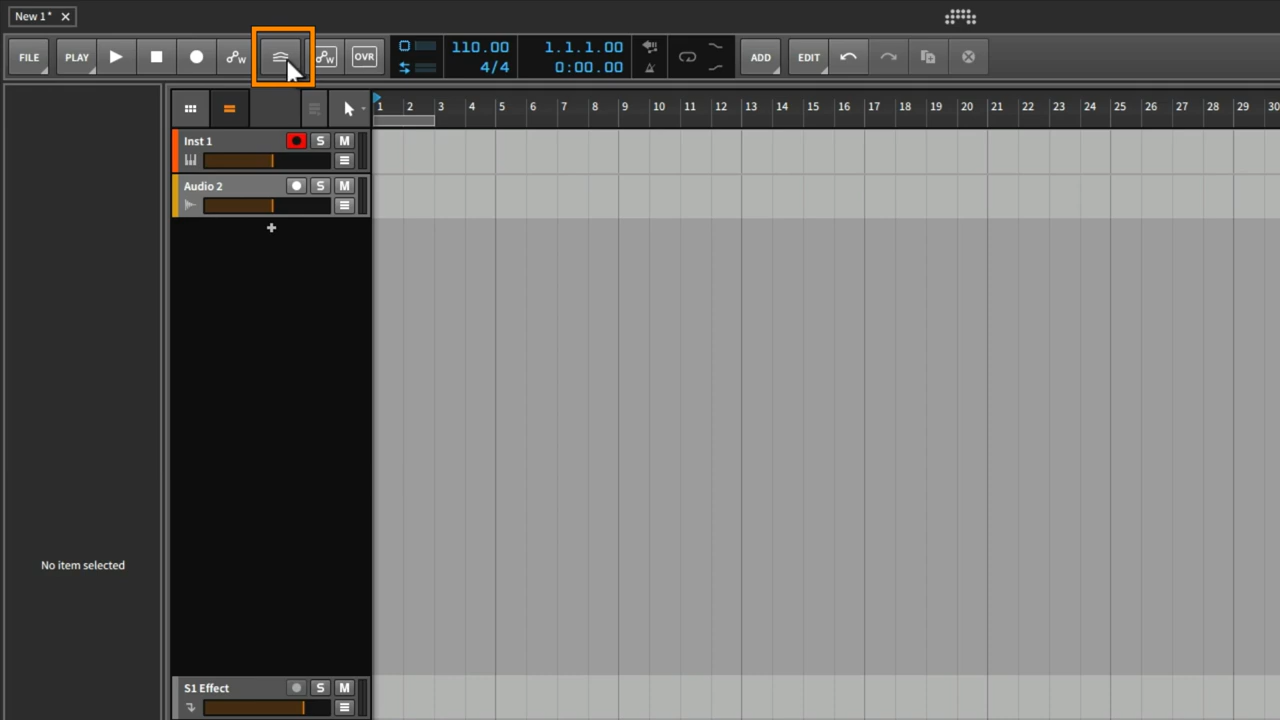 New 1*
FILE PLAY OVR 110.00 4/4 1.1.1.00 0:00.00 ADD EDIT
1 2 3 4 5 6 7 8 9 10 11 12 13 14 15 16 17 18 19 20 21 22 23 24 25 26 27 28 29 30
Inst 1 S M
Audio 2 S M
No item selected
S1 Effect S M